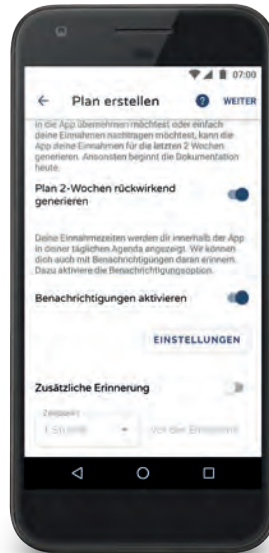 07:00
Plan erstellen ? WEITER
in die App übernehmen möchtest oder einfach
deine Einnahmen nachtragen möchtest, kann die
App deine Einnahmen für die letzten 2 Wochen
generieren. Ansonsten beginnt die Dokumentation
heute.
Plan 2-Wochen rückwirkend
generieren
Deine Einnahmezeiten werden dir innerhalb der App
in deiner täglichen Agenda angezeigt. Wir können
dich auch mit Benachrichtigungen daran erinnern.
Dazu aktiviere die Benachrichtigungsoption.
Benachrichtigungen aktivieren
EINSTELLUNGEN
Zusätzliche Erinnerung
Zeitpunkt
1 Stunde vor der Einnahme